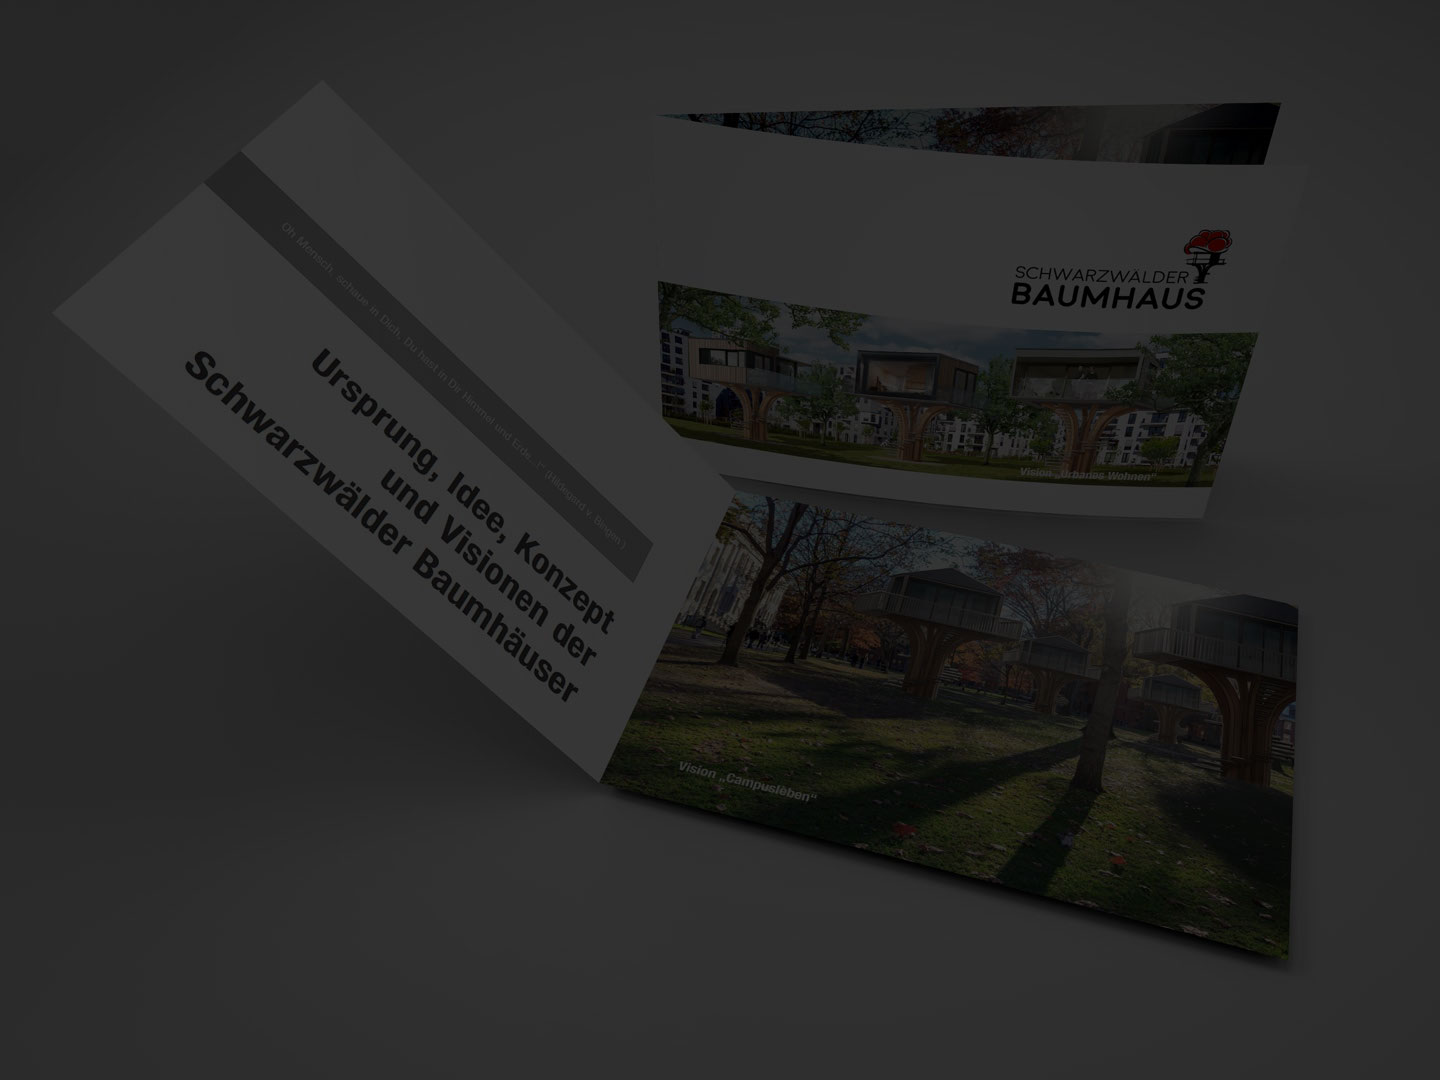 Oh Mensch, schaue in Dich, Du hast in Dir Himmel und Erde...!" (Hildegard v. Bingen )
Ursprung, Idee, Konzept
und Visionen der
Schwarzwälder Baumhäuser
SCHWARZWÄLDER
BAUMHAUS
Vision „Urbanes Wohnen“
Vision „Campusleben“